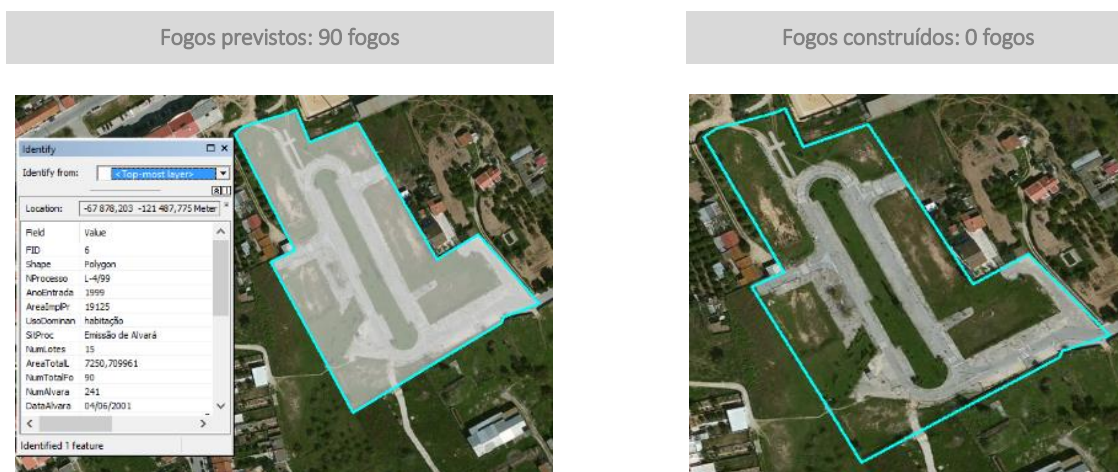 Fogos previstos: 90 fogos
Fogos construídos: 0 fogos
Identify
Identify from: <Top-most layer>
Location: -67 878,203 -121 487,775 Meter
Field Value
FID 6
Shape Polygon
NProcesso L-4/99
AnoEntrada 1999
AreaImplPr 19125
UsoDominan habitação
SitProc Emissão de Alvará
NumLotes 15
AreaTotalL 7250,709961
NumTotalFo 90
NumAlvara 241
DataAlvara 04/06/2001
Identified 1 feature